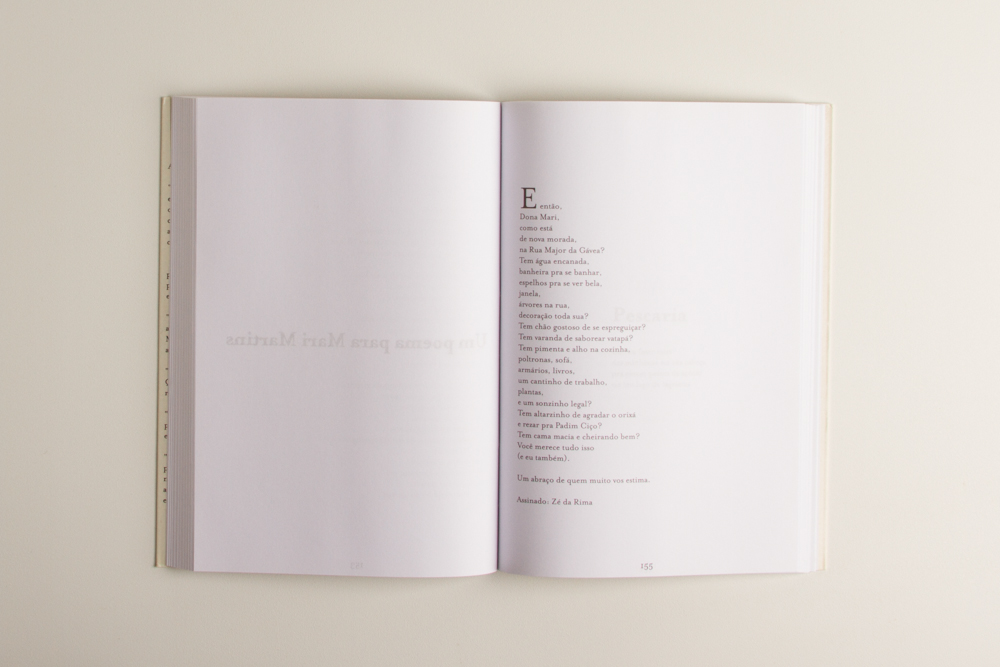 Um poema para Mari Martins
E então,
Dona Mari,
como está
de nova morada,
na Rua Major da Gávea?
Tem água encanada,
banheira pra se banhar,
espelhos pra se ver bela,
janela,
árvores na rua,
decoração toda sua?
Tem chão gostoso de se espreguiçar?
Tem varanda de saborear vatapá?
Tem pimenta e alho na cozinha,
poltronas, sofá,
armários, livros,
um cantinho de trabalho,
plantas,
e um sonzinho legal?
Tem altarzinho de agradar o orixá
e rezar pra Padim Ciço?
Tem cama macia e cheirando bem?
Você merece tudo isso
(e eu também).
Um abraço de quem muito vos estima.
Assinado: Zé da Rima
155